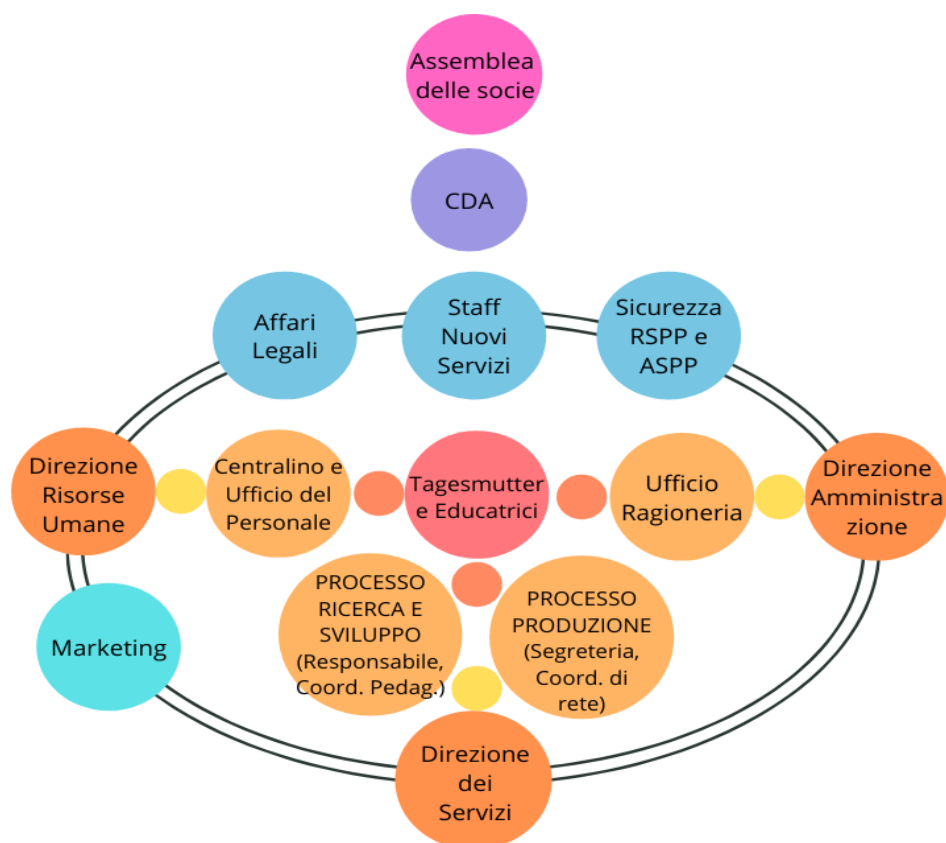 Assemblea
delle socie
CDA
Affari
Legali
Staff
Nuovi
Servizi
Sicurezza
RSPP e
ASPP
Direzione
Risorse
Umane
Centralino e
Ufficio del
Personale
Tagesmutter
e Educatrici
Ufficio
Ragioneria
Direzione
Amministra
zione
Marketing
PROCESSO
RICERCA E
SVILUPPO
(Responsabile,
Coord. Pedag.)
PROCESSO
PRODUZIONE
(Segreteria,
Coord. di
rete)
Direzione
dei
Servizi